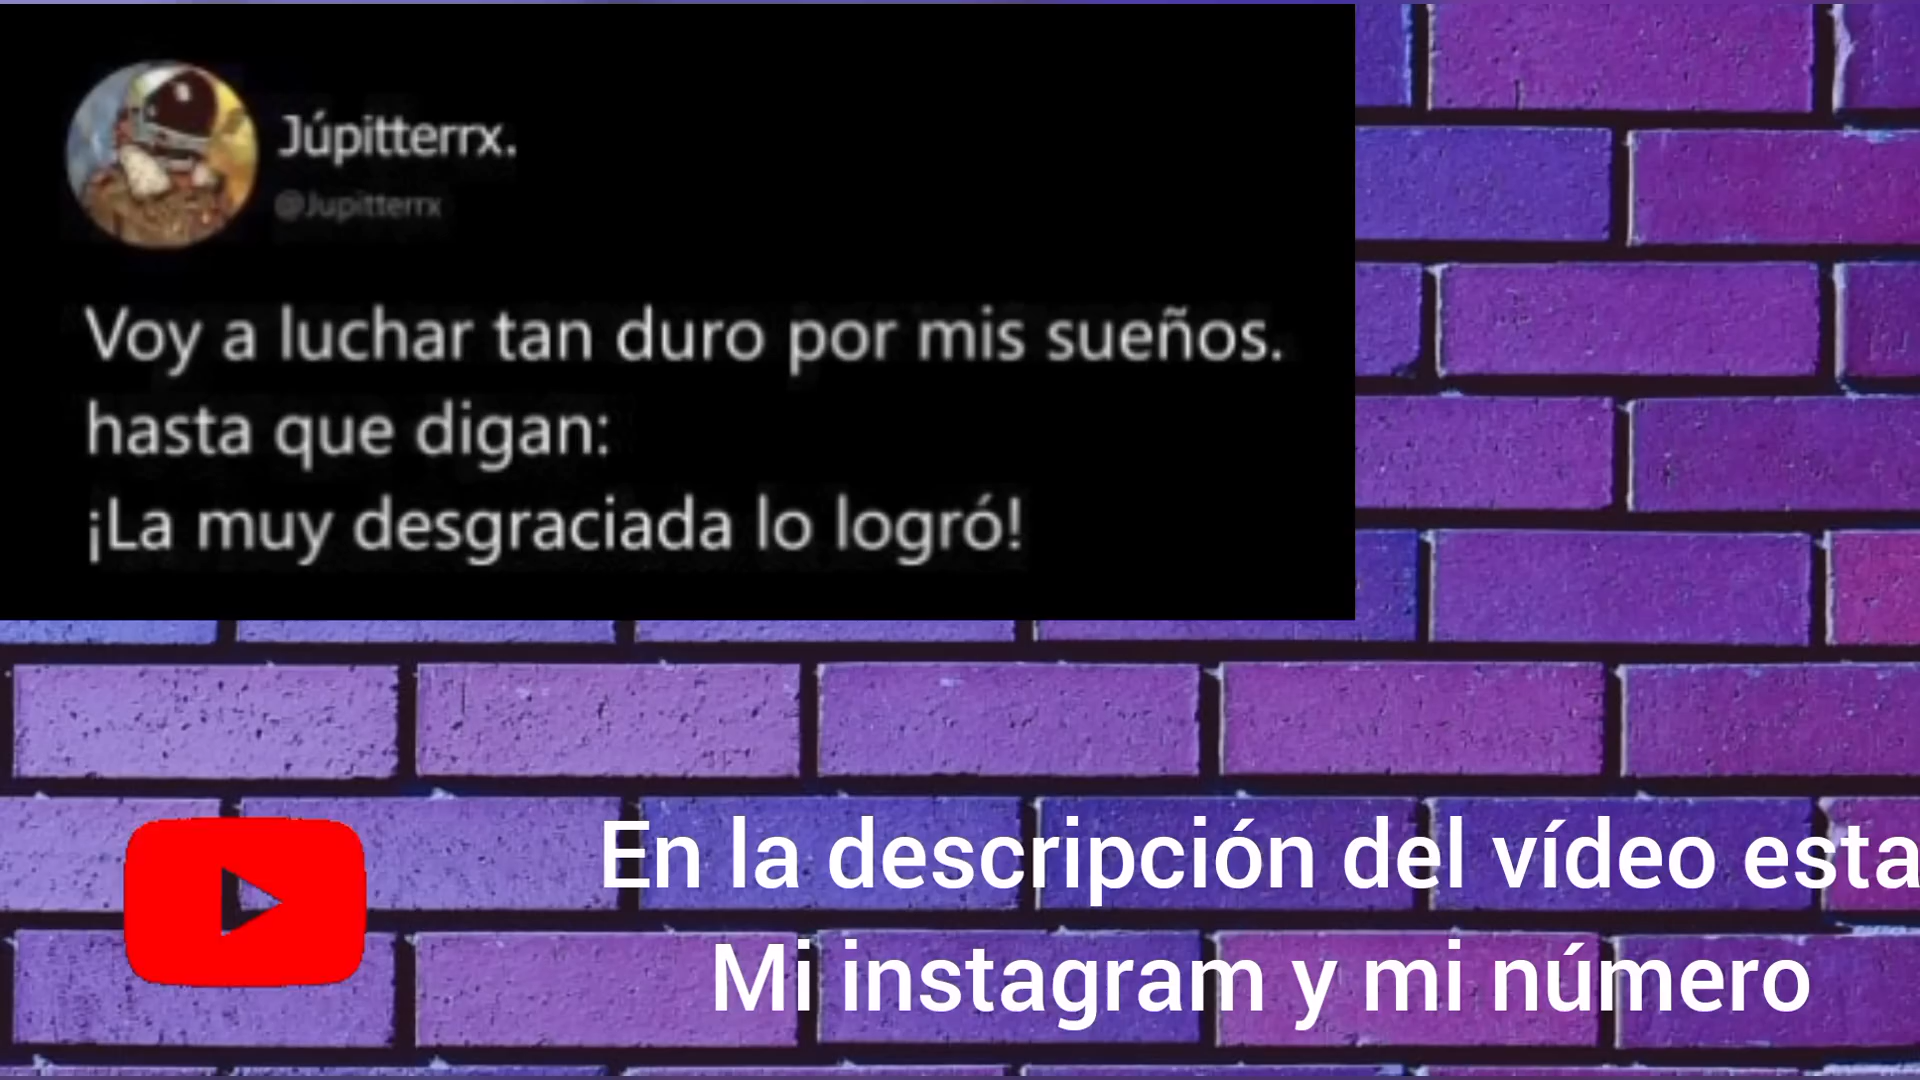 Júpitterrx.
@Jupitterrx
Voy a luchar tan duro por mis sueños.
hasta que digan:
¡La muy desgraciada lo logró!
En la descripción del vídeo esta
Mi instagram y mi número